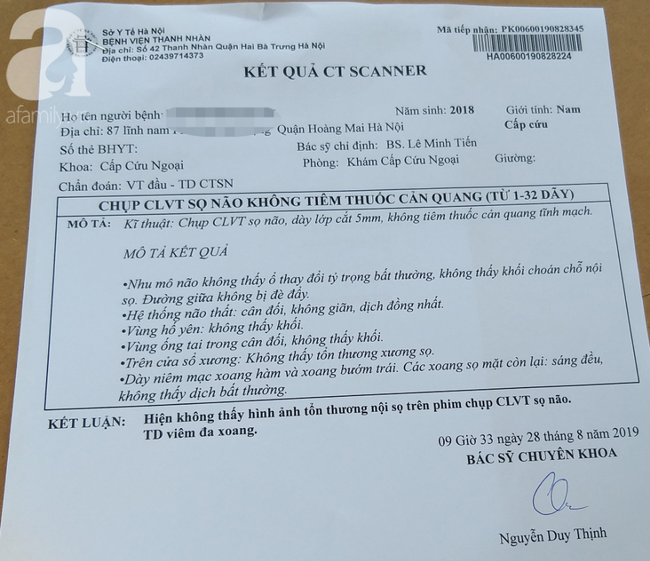 Sở Y Tế Hà Nội
BỆNH VIỆN THANH NHÀN
Địa chỉ: Số 42 Thanh Nhàn Quận Hai Bà Trưng Hà Nội
Điện thoại: 02439714373
Mã tiếp nhận: PK00600190828345
HA00600190828224
a
afamily.vn
KẾT QUẢ CT SCANNER
Họ tên người bệnh:
Năm sinh: 2018
Giới tính: Nam
Địa chỉ: 87 lĩnh nam Quận Hoàng Mai Hà Nội
Cấp cứu
Số thẻ BHYT:
Bác sỹ chỉ định: BS. Lê Minh Tiến
Khoa: Cấp Cứu Ngoại
Phòng: Khám Cấp Cứu Ngoại
Giường:
Chẩn đoán: VT đầu - TD CTSN
CHỤP CLVT SỌ NÃO KHÔNG TIÊM THUỐC CẢN QUANG (TỪ 1-32 DÃY)
MÔ TẢ: Kĩ thuật: Chụp CLVT sọ não, dày lớp cắt 5mm, không tiêm thuốc cản quang tĩnh mạch.
MÔ TẢ KẾT QUẢ
•Nhu mô não không thấy ổ thay đổi tỷ trọng bất thường, không thấy khối choán chỗ nội
sọ. Đường giữa không bị đè đẩy.
•Hệ thống não thất: cân đối, không giãn, dịch đồng nhất.
•Vùng hố yên: không thấy khối.
•Vùng ống tai trong cân đối, không thấy khối.
•Trên cửa sổ xương: Không thấy tổn thương xương sọ.
•Dày niêm mạc xoang hàm và xoang bướm trái. Các xoang sọ mặt còn lại: sáng đều,
không thấy dịch bất thường.
KẾT LUẬN: Hiện không thấy hình ảnh tổn thương nội sọ trên phim chụp CLVT sọ não.
TD viêm đa xoang.
09 Giờ 33 ngày 28 tháng 8 năm 2019
BÁC SỸ CHUYÊN KHOA
Nguyễn Duy Thịnh